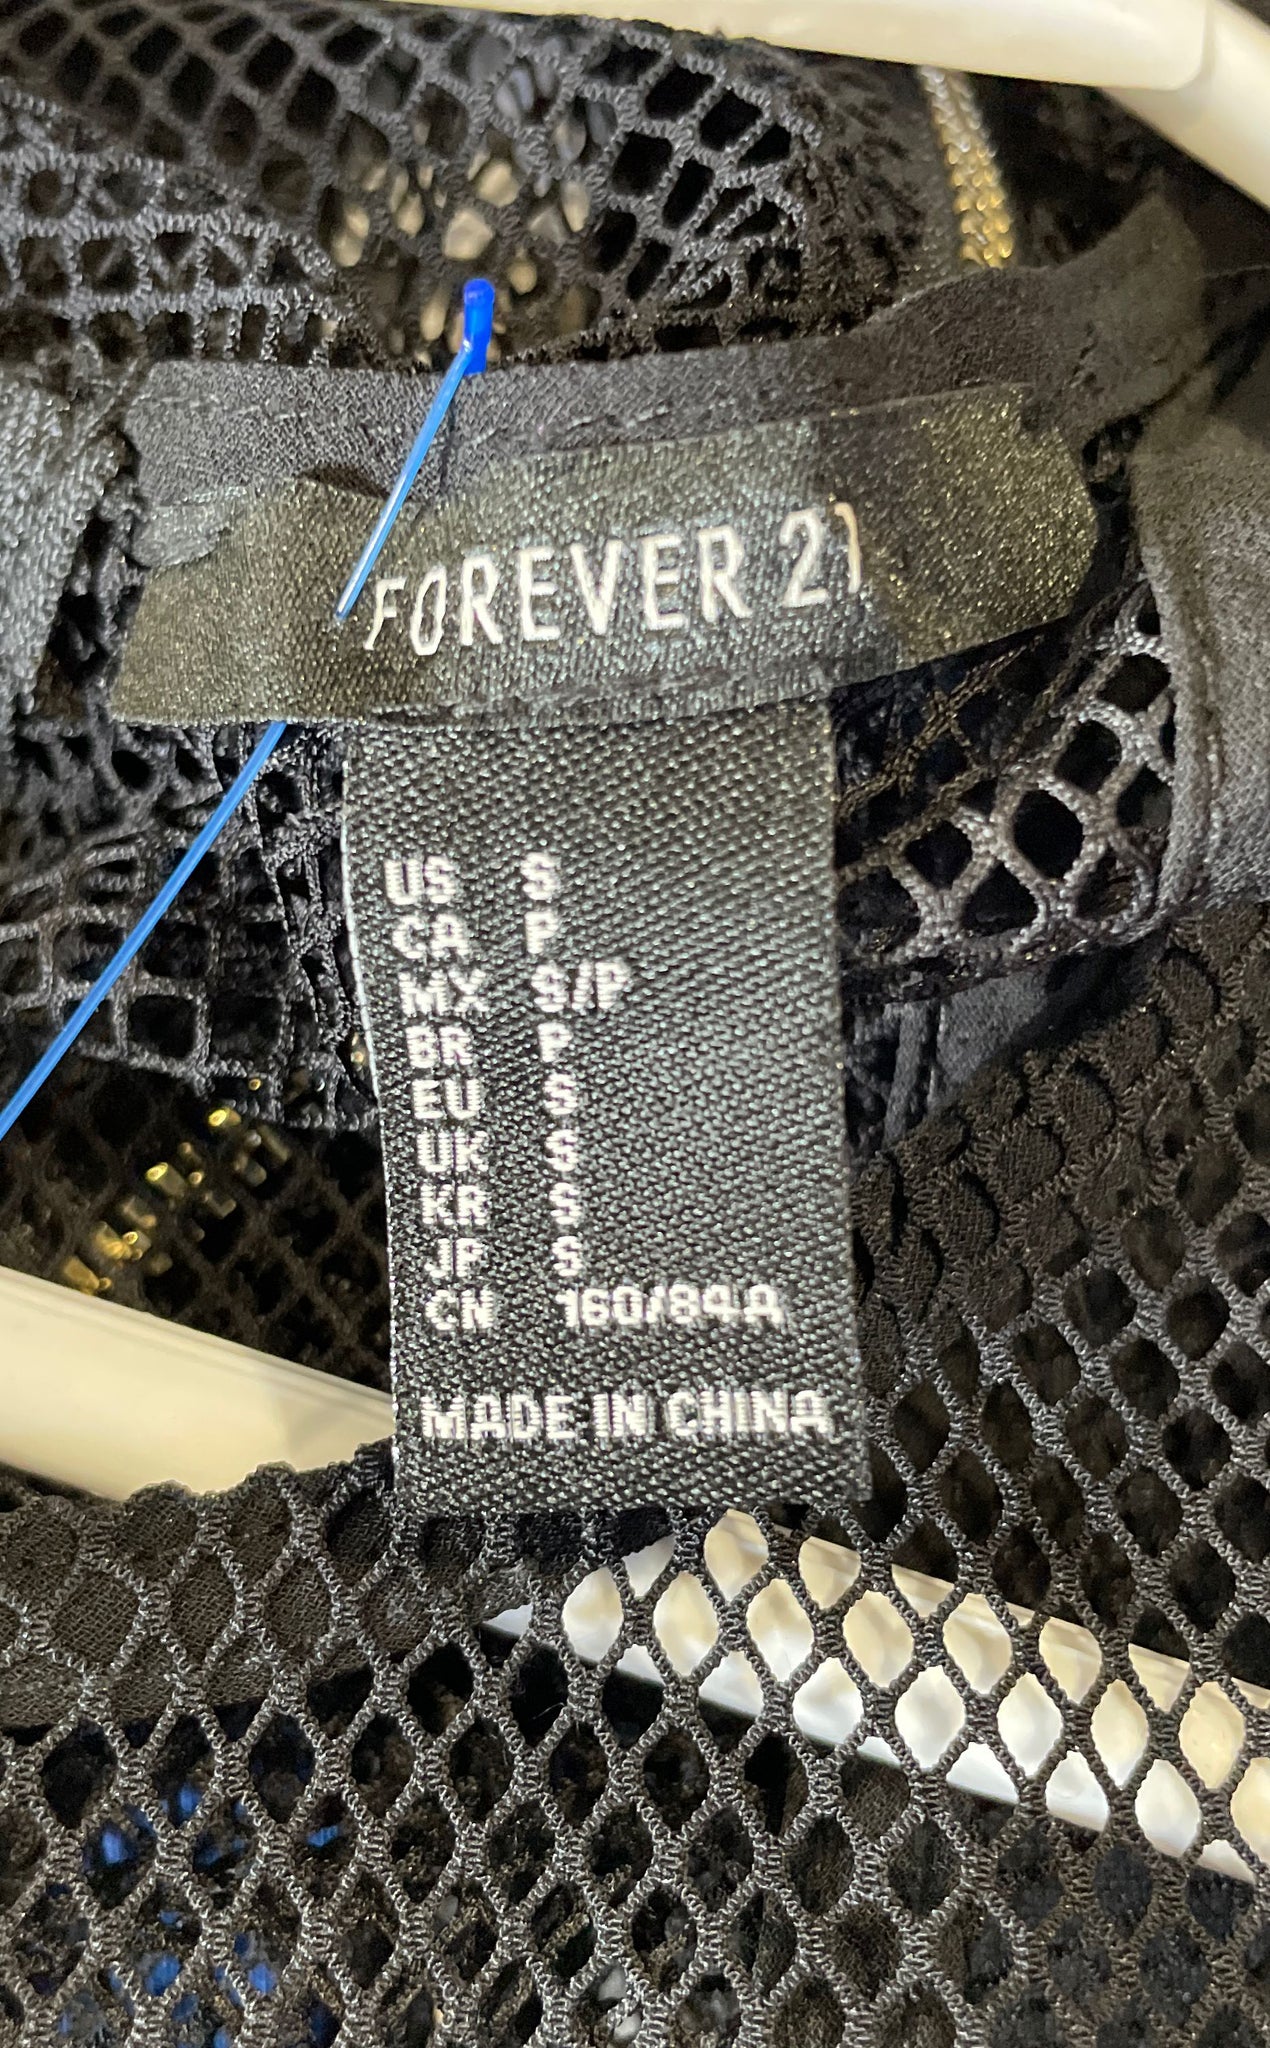 FOREVER 21
US S
CA P
MX S/P
BR P
EU S
UK S
KR S
JP S
CN 160/84A
MADE IN CHINA